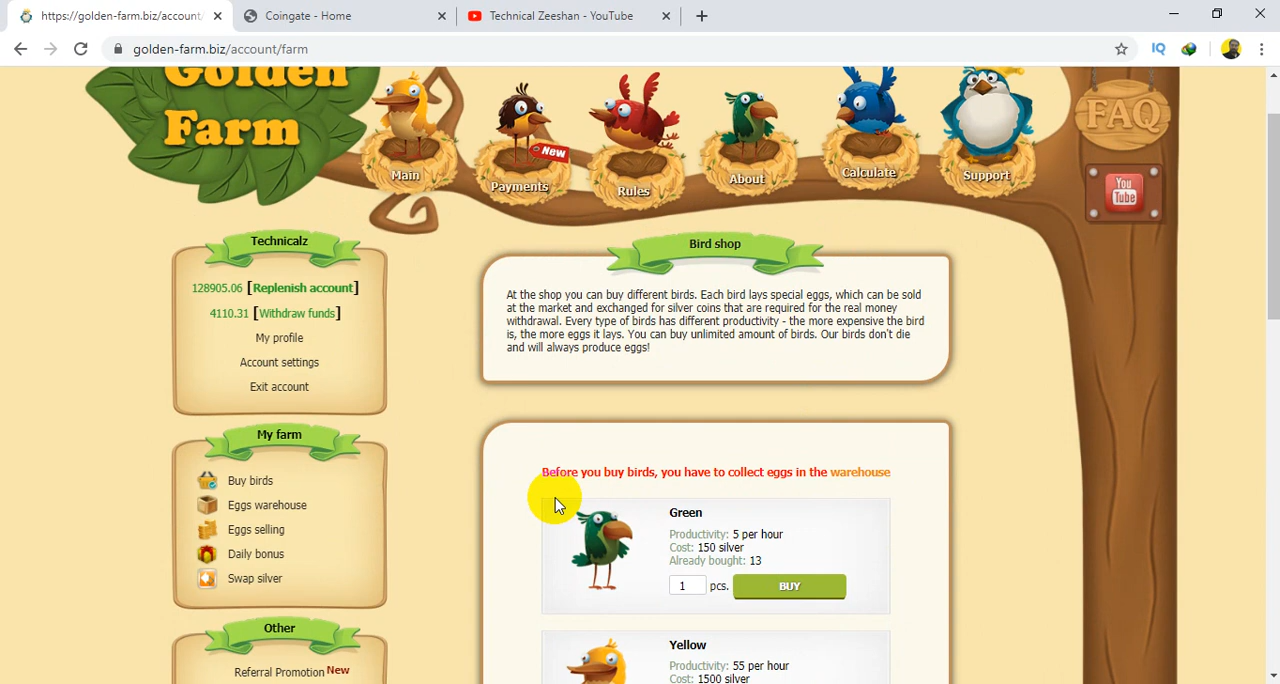 https://golden-farm.biz/account/
Coingate - Home
Technical Zeeshan - YouTube
golden-farm.biz/account/farm
IQ
Golden
Farm
Main
Payments
New
Rules
About
Calculate
Support
FAQ
You
Tube
Technicalz
128905.06 [Replenish account]
4110.31 [Withdraw funds]
My profile
Account settings
Exit account
My farm
Buy birds
Eggs warehouse
Eggs selling
Daily bonus
Swap silver
Other
Referral Promotion New
Bird shop
At the shop you can buy different birds. Each bird lays special eggs, which can be sold
at the market and exchanged for silver coins that are required for the real money
withdrawal. Every type of birds has different productivity - the more expensive the bird
is, the more eggs it lays. You can buy unlimited amount of birds. Our birds don't die
and will always produce eggs!
Before you buy birds, you have to collect eggs in the warehouse
Green
Productivity: 5 per hour
Cost: 150 silver
Already bought: 13
1 pcs. BUY
Yellow
Productivity: 55 per hour
Cost: 1500 silver